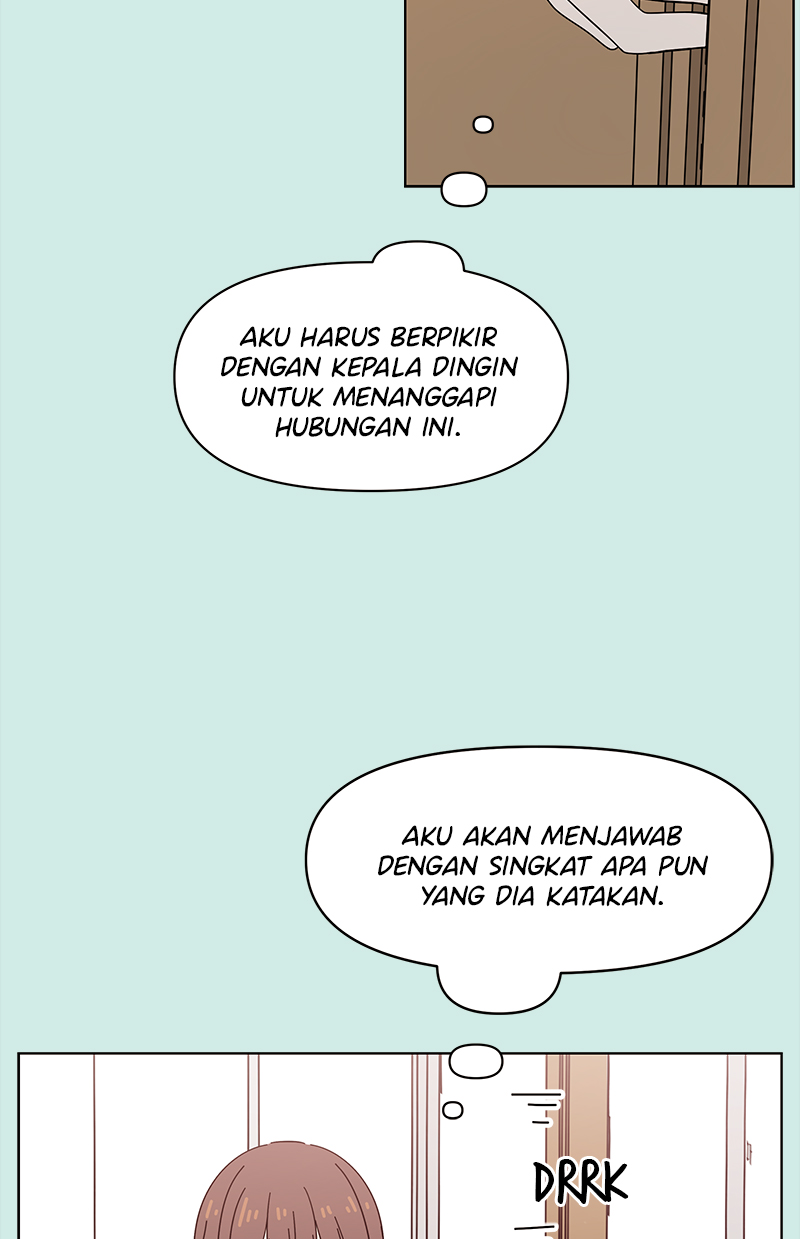 AKU HARUS BERPIKIR
DENGAN KEPALA DINGIN
UNTUK MENANGGAPI
HUBUNGAN INI.
AKU AKAN MENJAWAB
DENGAN SINGKAT APA PUN
YANG DIA KATAKAN.
DRRK